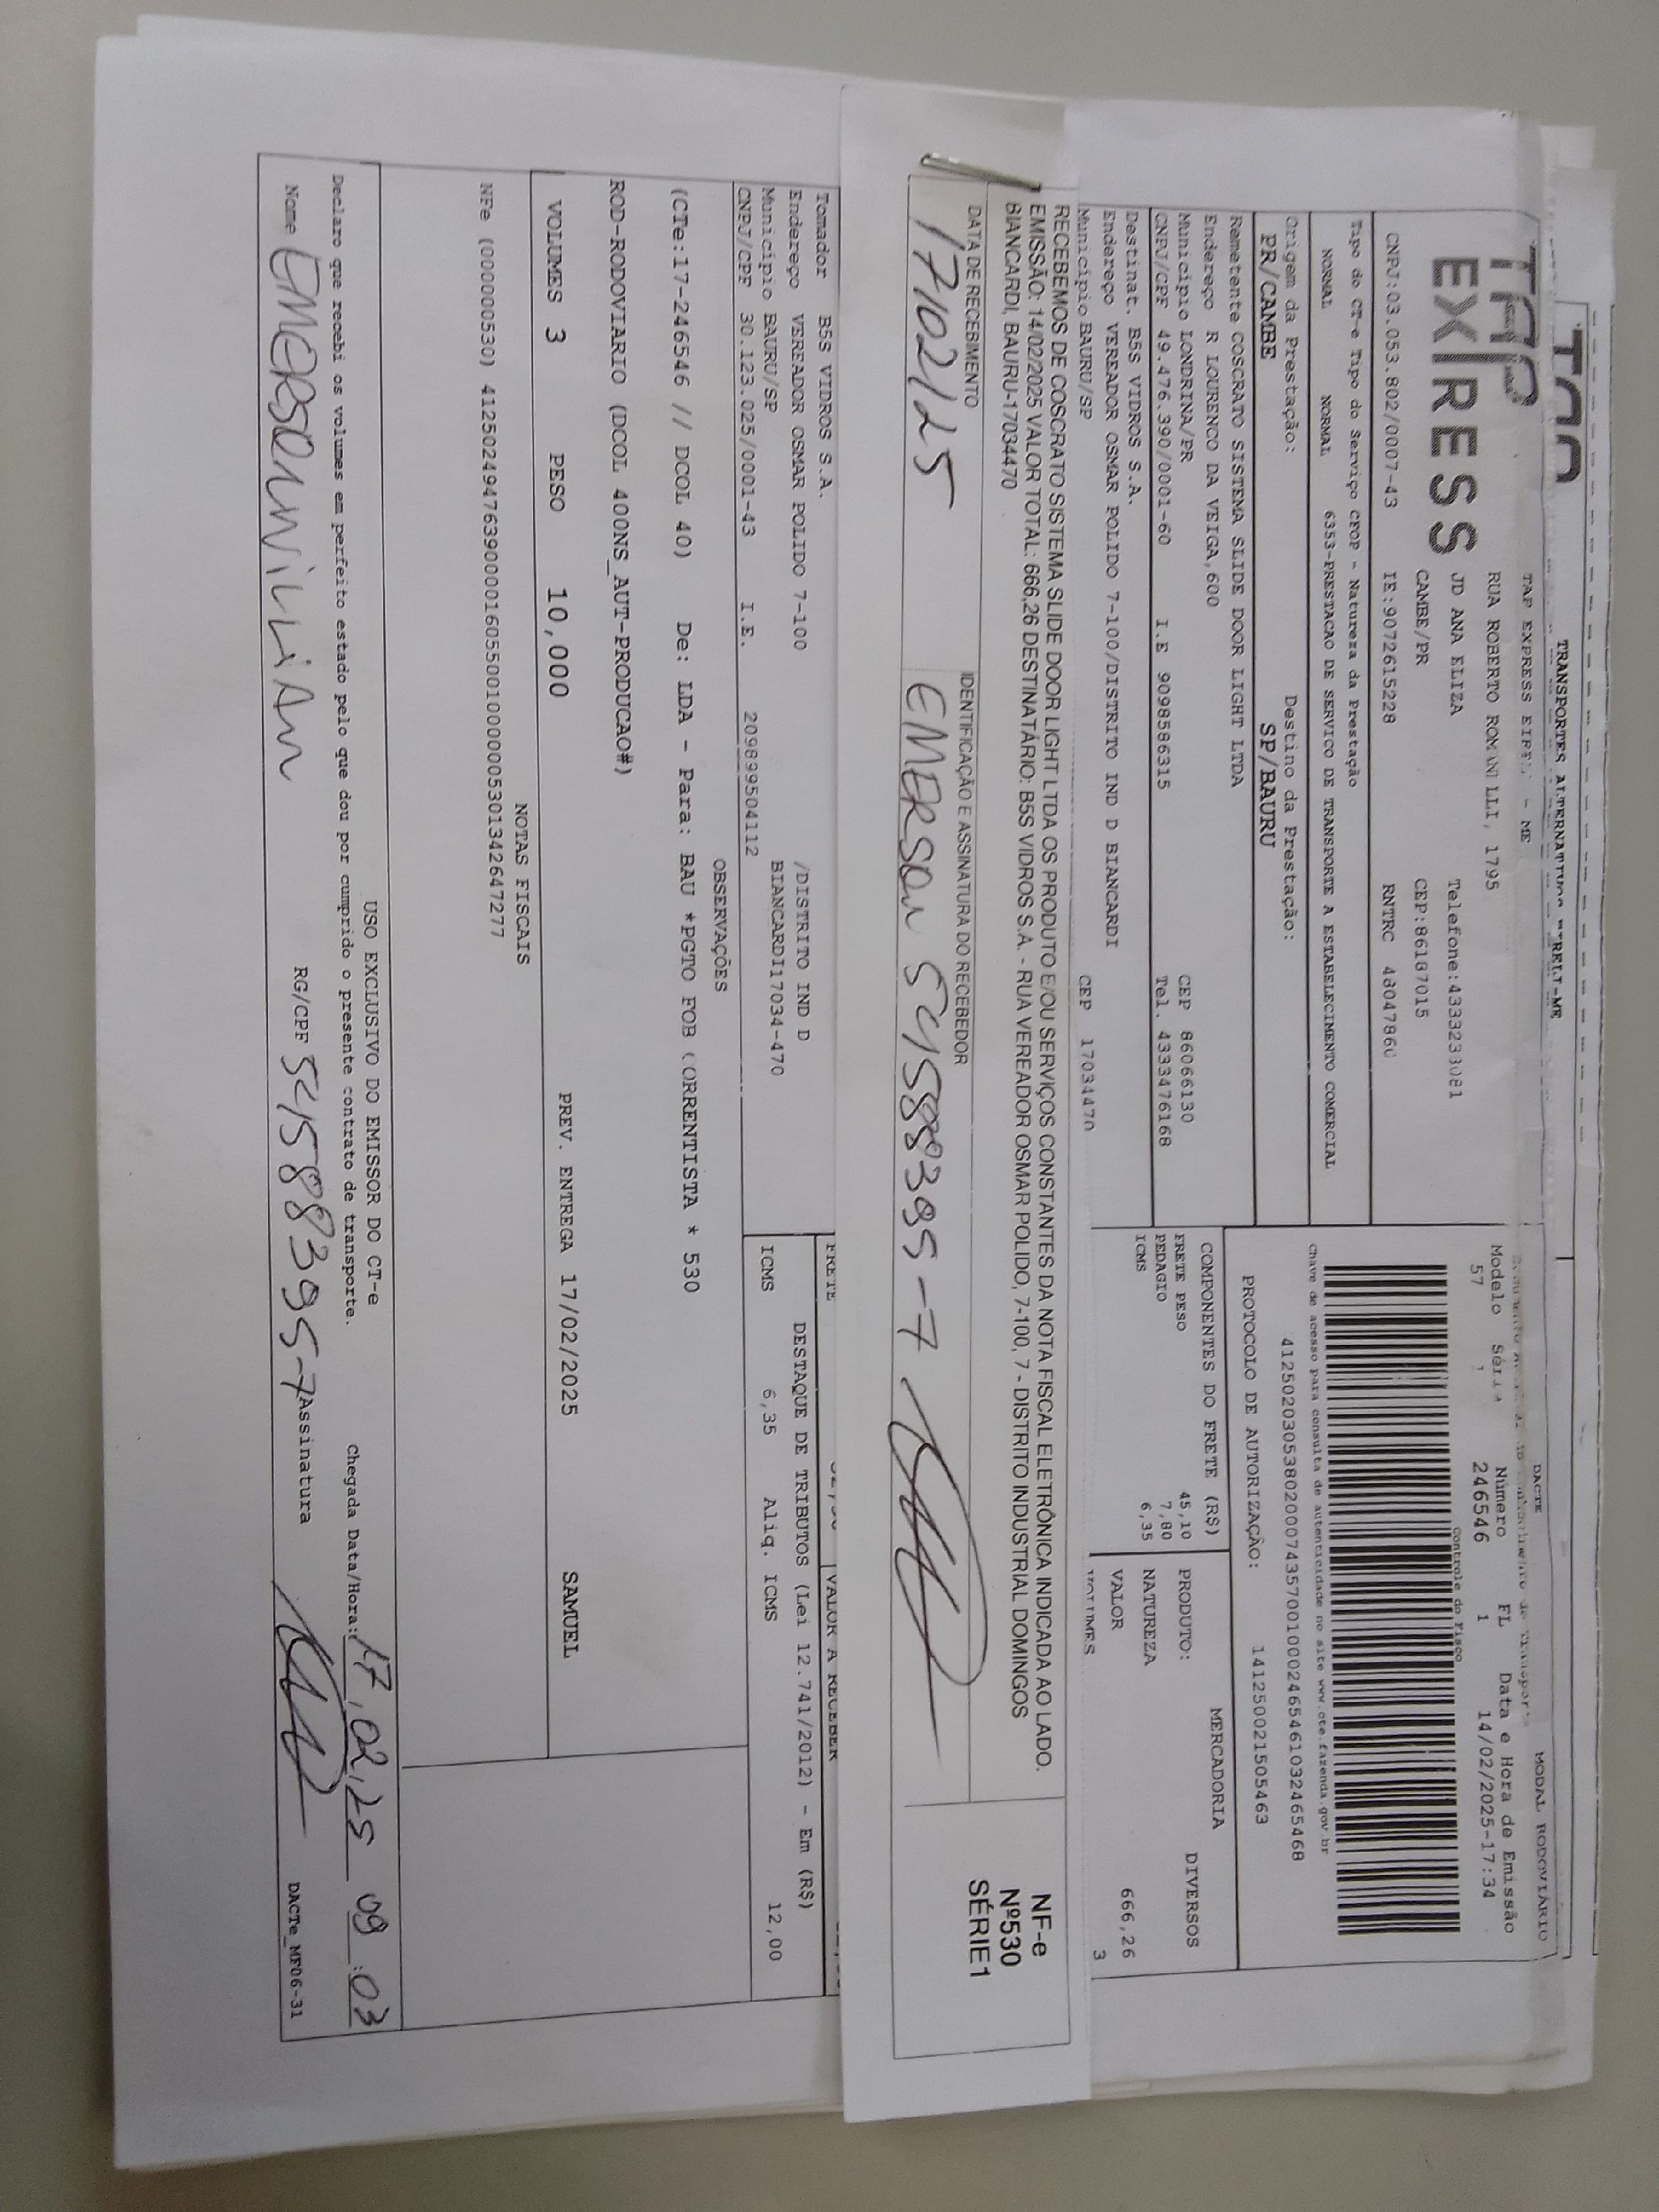 TRANSPORTES ALTERNATIVO EIRELI-ME
TAP EXPRESS EIRELI - ME
EXPRESS
RUA ROBERTO ROMANILLI, 1795
JD ANA ELIZA Telefone:4333233081
CAMBE/PR CEP:86187015
CNPJ:03.053.802/0007-43 IE:9072615228 RNTRC 48047860
DACTE MODAL RODOVIÁRIO
Modelo Série Número FL Data e Hora de Emissão
57 1 246546 1 14/02/2025-17:34
Controle do Fisco
Tipo do CT-e Tipo do Serviço CFOP - Natureza da Prestação
NORMAL NORMAL 6353-PRESTACAO DE SERVICO DE TRANSPORTE A ESTABELECIMENTO COMERCIAL
Chave de acesso para consulta de autenticidade no site www.cte.fazenda.gov.br
41250203053802000743570010002465461032465468
Origem da Prestação: Destino da Prestação:
PR/CAMBE SP/BAURU
PROTOCOLO DE AUTORIZAÇÃO: 141250021505463
Remetente COSCRATO SISTEMA SLIDE DOOR LIGHT LTDA
Endereço R LOURENCO DA VEIGA,600
Município LONDRINA/PR CEP 86066130
CNPJ/CPF 49.476.390/0001-60 I.E 9098586315 Tel. 4333476168
Destinat. B5S VIDROS S.A.
Endereço VEREADOR OSMAR POLIDO 7-100/DISTRITO IND D BIANCARDI
Município BAURU/SP CEP 17034470
COMPONENTES DO FRETE (R$)
FRETE PESO 45,10
PEDAGIO 7,80
ICMS 6,35
MERCADORIA
PRODUTO: DIVERSOS
NATUREZA
VALOR 666,26
VOLUMES 3
RECEBEMOS DE COSCRATO SISTEMA SLIDE DOOR LIGHT LTDA OS PRODUTO E/OU SERVIÇOS CONSTANTES DA NOTA FISCAL ELETRÔNICA INDICADA AO LADO.
EMISSÃO: 14/02/2025 VALOR TOTAL: 666,26 DESTINATÁRIO: B5S VIDROS S.A. - RUA VEREADOR OSMAR POLIDO, 7-100, 7 - DISTRITO INDUSTRIAL DOMINGOS
BIANCARDI, BAURU-17034470
DATA DE RECEBIMENTO IDENTIFICAÇÃO E ASSINATURA DO RECEBEDOR
17/02/25 EMERSON 54588395-7
NF-e
Nº530
SÉRIE1
FRETE VALOR A RECEBER
Tomador B5S VIDROS S.A.
Endereço VEREADOR OSMAR POLIDO 7-100 /DISTRITO IND D
Município BAURU/SP BIANCARDI17034-470
CNPJ/CPF 30.123.025/0001-43 I.E. 209899504112
DESTAQUE DE TRIBUTOS (Lei 12.741/2012) - Em (R$)
ICMS 6,35 Aliq. ICMS 12,00
OBSERVAÇÕES
(CTe:17-246546 // DCOL 40) De: LDA - Para: BAU *PGTO FOB CORRENTISTA * 530
ROD-RODOVIARIO (DCOL 400NS_AUT-PRODUCAO#)
VOLUMES 3 PESO 10,000 PREV. ENTREGA 17/02/2025 SAMUEL
NOTAS FISCAIS
NFe (000000530) 41250249476390000160550010000005301342647277
USO EXCLUSIVO DO EMISSOR DO CT-e
Declaro que recebi os volumes em perfeito estado pelo que dou por cumprido o presente contrato de transporte. Chegada Data/Hora: 17,02,25 09:03
Nome EMERSON WILLIAN RG/CPF 54588395-7 Assinatura
DACTe_MF06-31